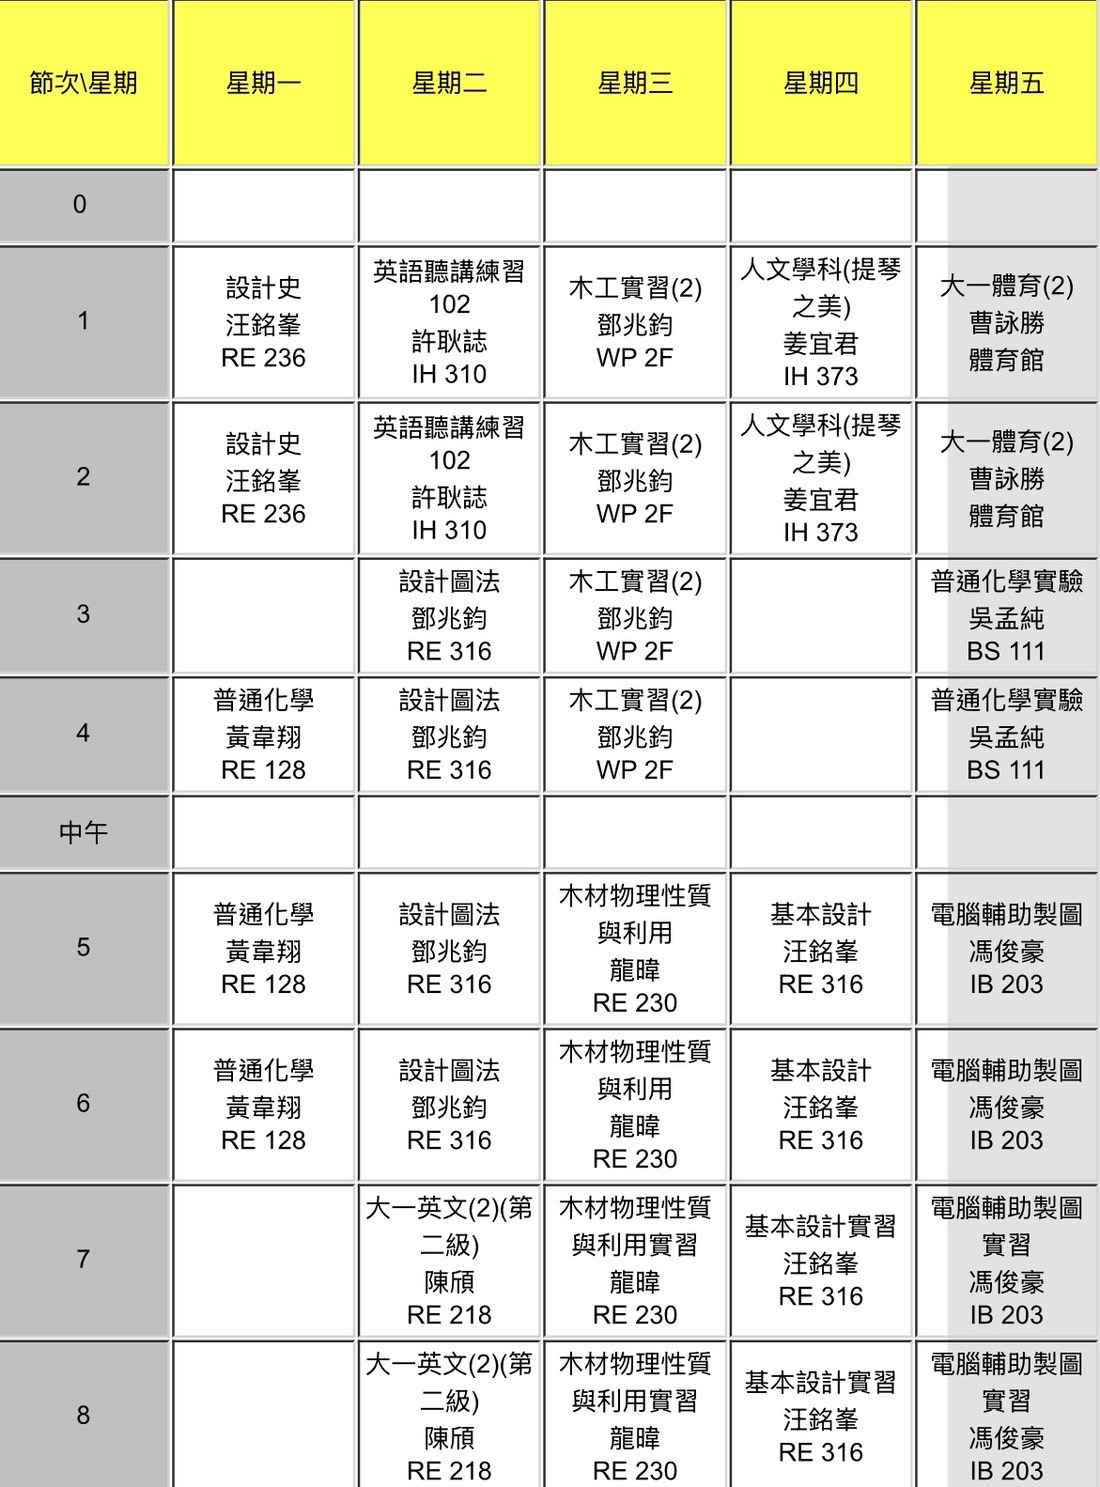 節次\星期 星期一 星期二 星期三 星期四 星期五
0
1
設計史
汪銘峯
RE 236
英語聽講練習
102
許耿誌
IH 310
木工實習(2)
鄧兆鈞
WP 2F
人文學科(提琴
之美)
姜宜君
IH 373
大一體育(2)
曹詠勝
體育館
2
設計史
汪銘峯
RE 236
英語聽講練習
102
許耿誌
IH 310
木工實習(2)
鄧兆鈞
WP 2F
人文學科(提琴
之美)
姜宜君
IH 373
大一體育(2)
曹詠勝
體育館
3
設計圖法
鄧兆鈞
RE 316
木工實習(2)
鄧兆鈞
WP 2F
普通化學實驗
吳孟純
BS 111
4
普通化學
黃韋翔
RE 128
設計圖法
鄧兆鈞
RE 316
木工實習(2)
鄧兆鈞
WP 2F
普通化學實驗
吳孟純
BS 111
中午
5
普通化學
黃韋翔
RE 128
設計圖法
鄧兆鈞
RE 316
木材物理性質
與利用
龍暐
RE 230
基本設計
汪銘峯
RE 316
電腦輔助製圖
馮俊豪
IB 203
6
普通化學
黃韋翔
RE 128
設計圖法
鄧兆鈞
RE 316
木材物理性質
與利用
龍暐
RE 230
基本設計
汪銘峯
RE 316
電腦輔助製圖
馮俊豪
IB 203
7
大一英文(2)(第
二級)
陳頎
RE 218
木材物理性質
與利用實習
龍暐
RE 230
基本設計實習
汪銘峯
RE 316
電腦輔助製圖
實習
馮俊豪
IB 203
8
大一英文(2)(第
二級)
陳頎
RE 218
木材物理性質
與利用實習
龍暐
RE 230
基本設計實習
汪銘峯
RE 316
電腦輔助製圖
實習
馮俊豪
IB 203